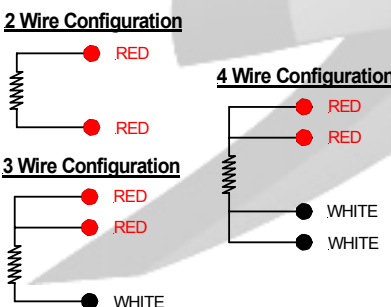 2 Wire Configuration
RED
RED
3 Wire Configuration
RED
RED
WHITE
4 Wire Configuration
RED
RED
WHITE
WHITE